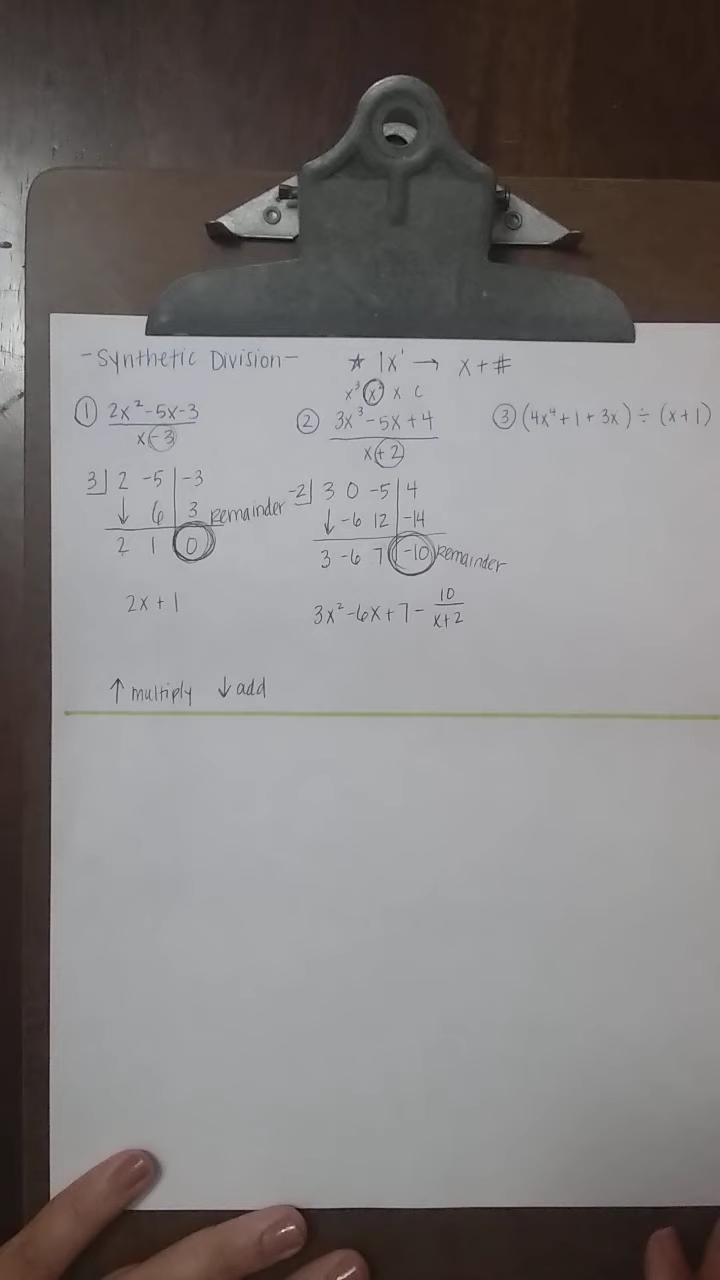 -Synthetic Division- ★ 1x¹ → x+#
① 2x²-5x-3
x-3
3 2 -5 -3
↓ 6 3 Remainder
2 1 0
2x+1
x³ x² x c
② 3x³-5x+4
x+2
-2 3 0 -5 4
↓ -6 12 -14
3 -6 7 -10 Remainder
3x²-6x+7- 10/x+2
③ (4x⁴+1+3x) ÷ (x+1)
↑ multiply ↓ add